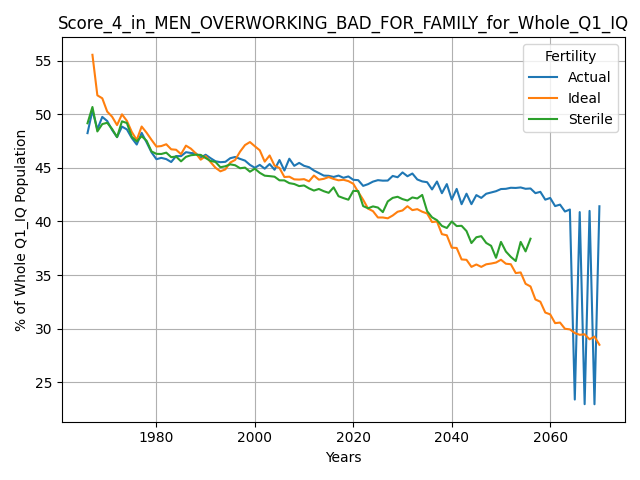 Score_4_in_MEN_OVERWORKING_BAD_FOR_FAMILY_for_Whole_Q1_IQ
Fertility
Actual
Ideal
Sterile
% of Whole Q1_IQ Population
55
50
45
40
35
30
25
1980
2000
2020
2040
2060
Years